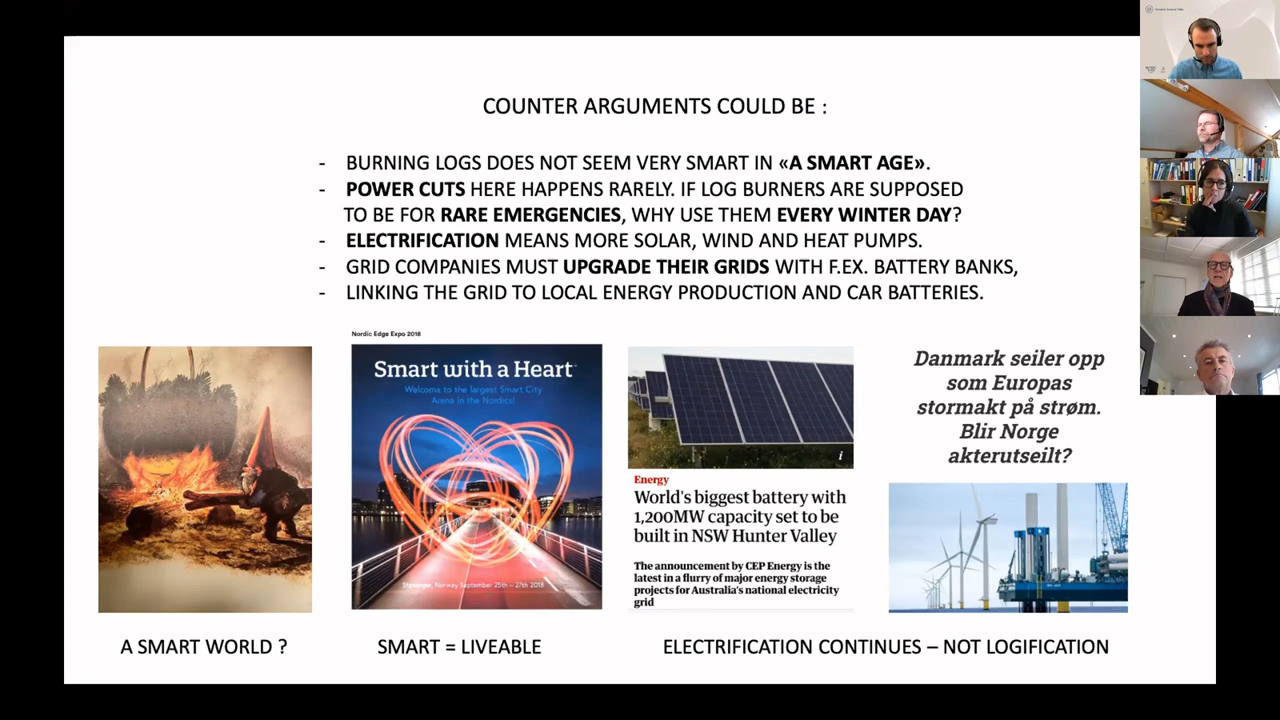 COUNTER ARGUMENTS COULD BE :
- BURNING LOGS DOES NOT SEEM VERY SMART IN «A SMART AGE».
- POWER CUTS HERE HAPPENS RARELY. IF LOG BURNERS ARE SUPPOSED
TO BE FOR RARE EMERGENCIES, WHY USE THEM EVERY WINTER DAY?
- ELECTRIFICATION MEANS MORE SOLAR, WIND AND HEAT PUMPS.
- GRID COMPANIES MUST UPGRADE THEIR GRIDS WITH F.EX. BATTERY BANKS,
- LINKING THE GRID TO LOCAL ENERGY PRODUCTION AND CAR BATTERIES.
Nordic Edge Expo 2018
Smart with a Heart
Welcome to the largest Smart City
Arena in the Nordics!
Stavanger, Norway September 25th – 27th 2018
i
Energy
World's biggest battery with
1,200MW capacity set to be
built in NSW Hunter Valley
The announcement by CEP Energy is the
latest in a flurry of major energy storage
projects for Australia's national electricity
grid
Danmark seiler opp
som Europas
stormakt på strøm.
Blir Norge
akterutseilt?
A SMART WORLD ?
SMART = LIVEABLE
ELECTRIFICATION CONTINUES – NOT LOGIFICATION